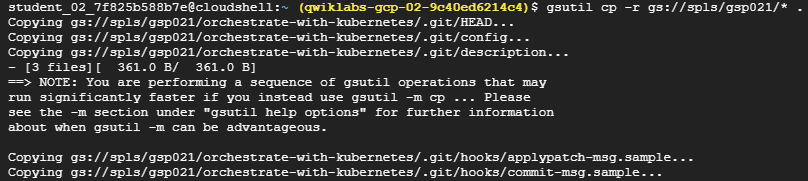 student_02_7f825b588b7e@cloudshell:~ (qwiklabs-gcp-02-9c40ed6214c4)$ gsutil cp -r gs://spls/gsp021/* .
Copying gs://spls/gsp021/orchestrate-with-kubernetes/.git/HEAD...
Copying gs://spls/gsp021/orchestrate-with-kubernetes/.git/config...
Copying gs://spls/gsp021/orchestrate-with-kubernetes/.git/description...
- [3 files][  361.0 B/  361.0 B]
==> NOTE: You are performing a sequence of gsutil operations that may
run significantly faster if you instead use gsutil -m cp ... Please
see the -m section under "gsutil help options" for further information
about when gsutil -m can be advantageous.
Copying gs://spls/gsp021/orchestrate-with-kubernetes/.git/hooks/applypatch-msg.sample...
Copying gs://spls/gsp021/orchestrate-with-kubernetes/.git/hooks/commit-msg.sample...